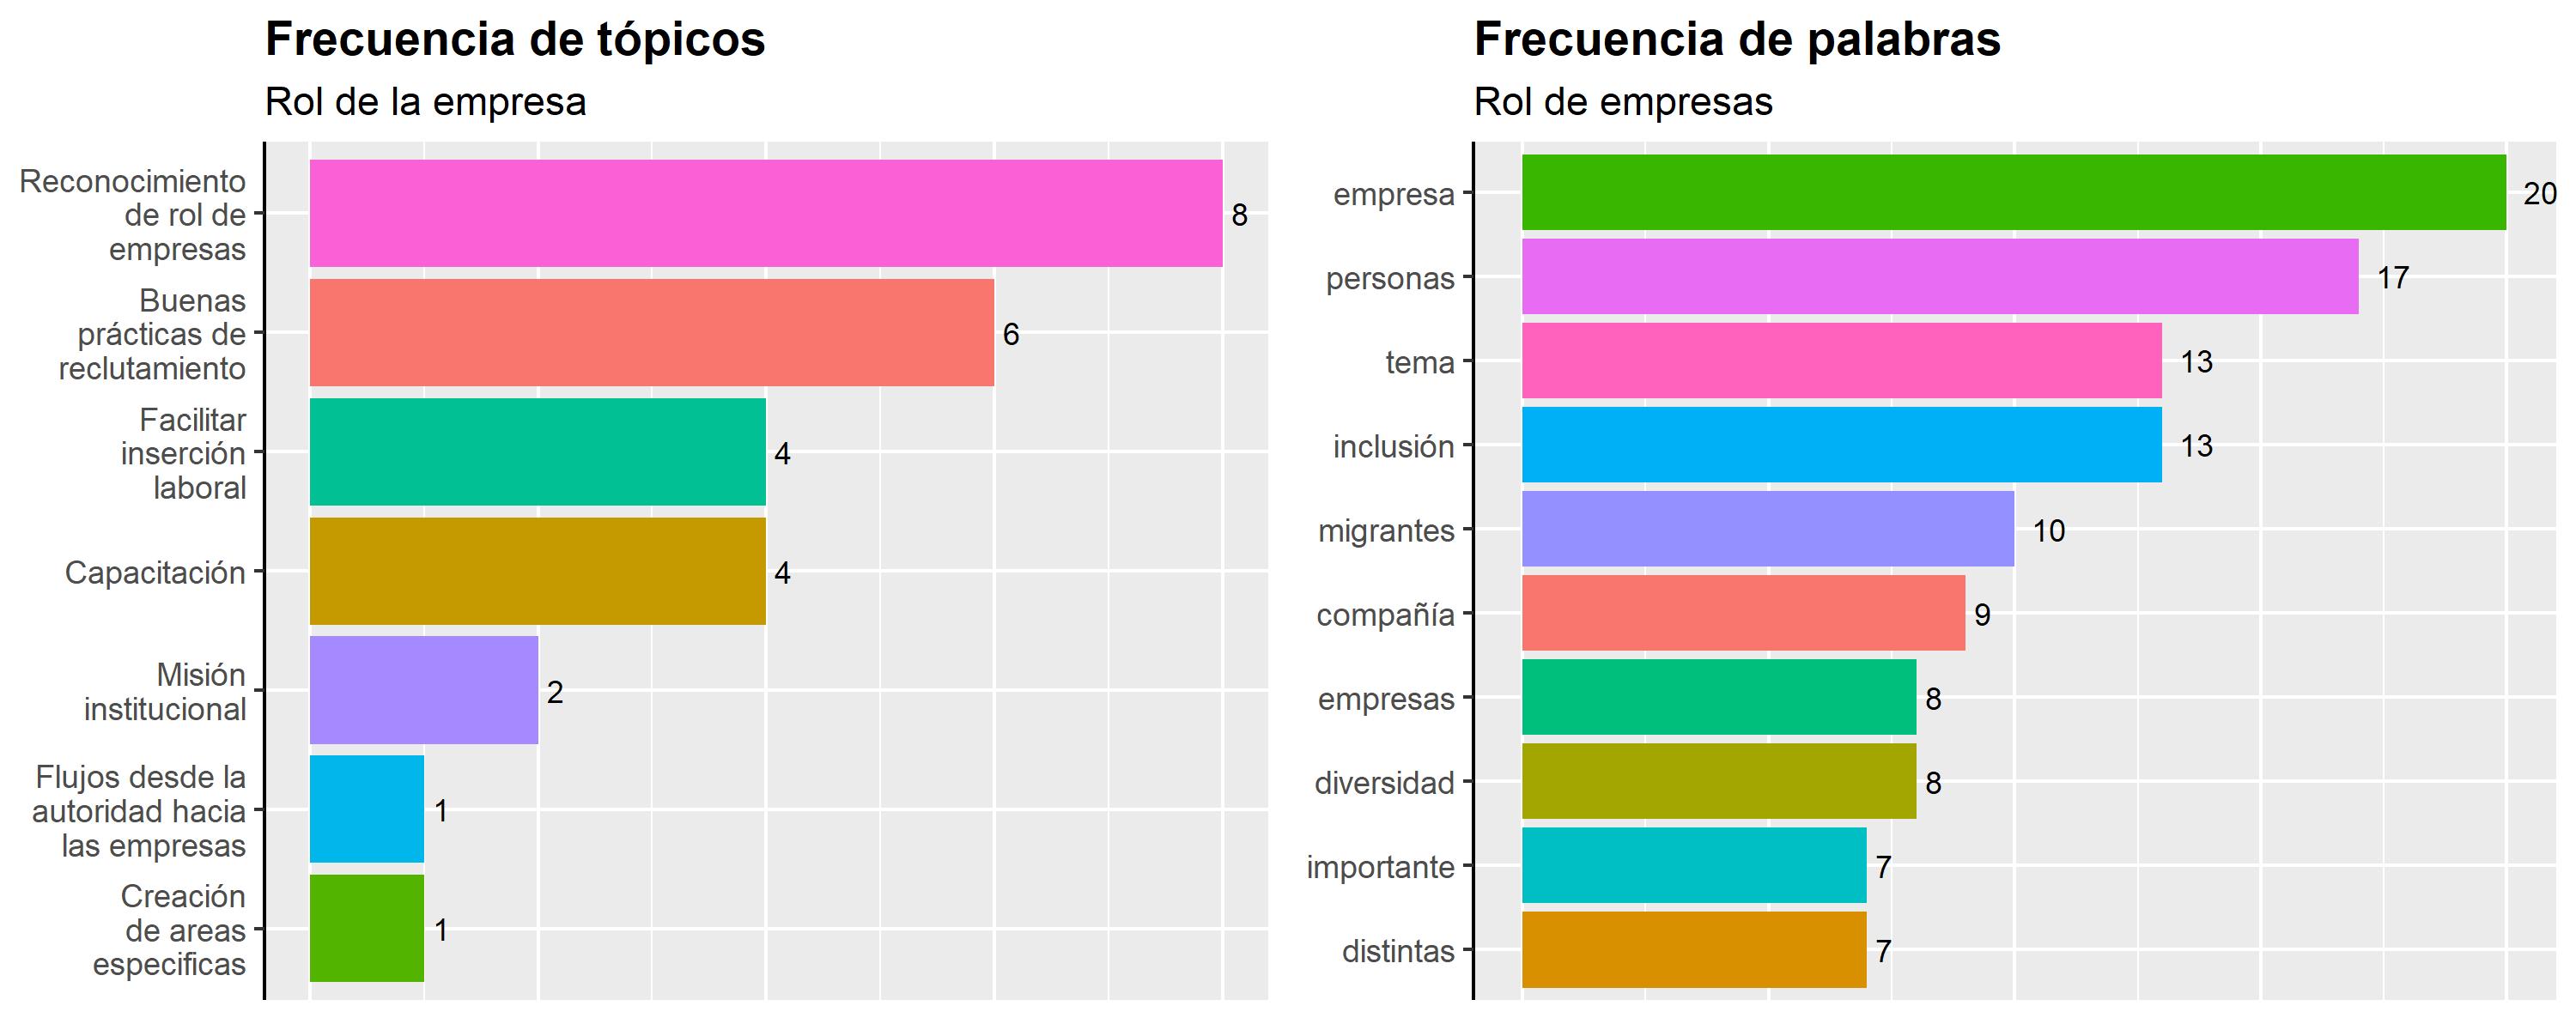 Frecuencia de tópicos
Rol de la empresa
Reconocimiento
de rol de
empresas
8
Buenas
prácticas de
reclutamiento
6
Facilitar
inserción
laboral
4
Capacitación
4
Misión
institucional
2
Flujos desde la
autoridad hacia
las empresas
1
Creación
de areas
especificas
1
Frecuencia de palabras
Rol de empresas
empresa
20
personas
17
tema
13
inclusión
13
migrantes
10
compañía
9
empresas
8
diversidad
8
importante
7
distintas
7